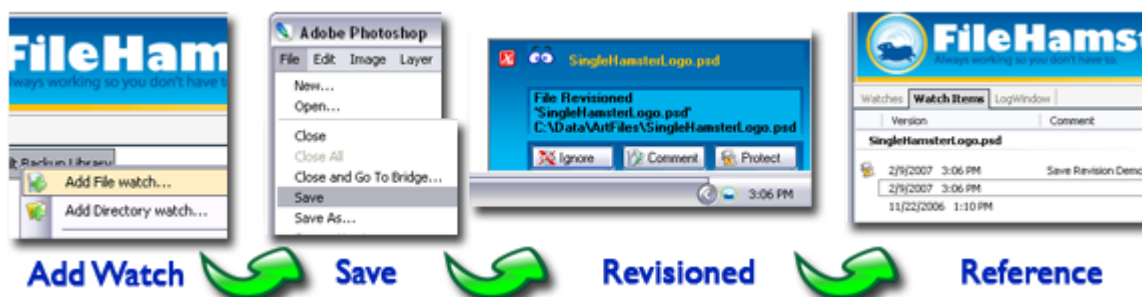 FileHam
Always working so you don't have to
Backup Library
Add File watch...
Add Directory watch...
Add Watch
Adobe Photoshop
File Edit Image Layer
New...
Open...
Close
Close All
Close and Go To Bridge...
Save
Save As...
Save
SingleHamsterLogo.psd
File Revisioned
"SingleHamsterLogo.psd"
C:\Data\ArtFiles\SingleHamsterLogo.psd
Ignore Comment Protect
3:06 PM
Revisioned
FileHamst
Always working so you don't have to.
Watches Watch Items LogWindow
Version Comment
SingleHamsterLogo.psd
2/9/2007 3:06 PM Save Revision Demo
2/9/2007 3:06 PM
11/22/2006 1:10 PM
Reference